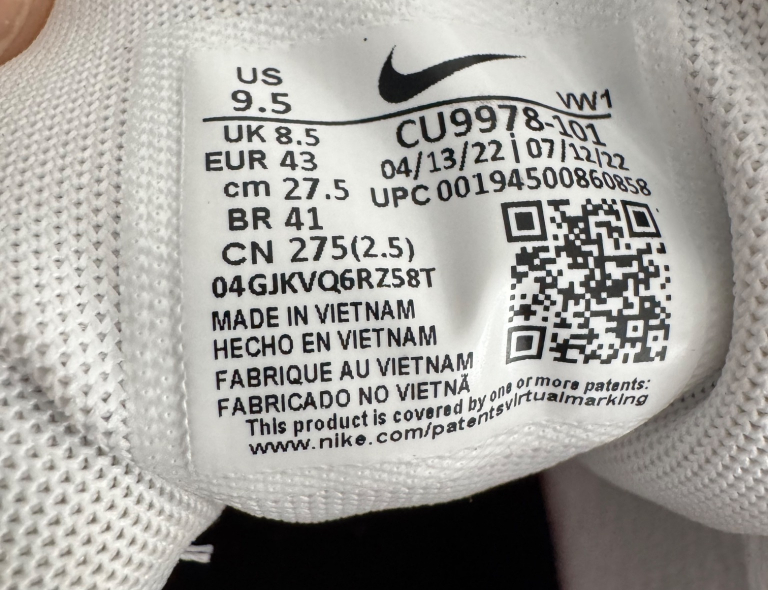 US
9.5
UK 8.5
EUR 43
cm 27.5
BR 41
CN 275(2.5)
04GJKVQ6RZ58T
MADE IN VIETNAM
HECHO EN VIETNAM
FABRIQUE AU VIETNAM
FABRICADO NO VIETNÃ
VW1
CU9978-101
04/13/22 | 07/12/22
UPC 00194500860858
This product is covered by one or more patents:
www.nike.com/patentsvirtualmarking